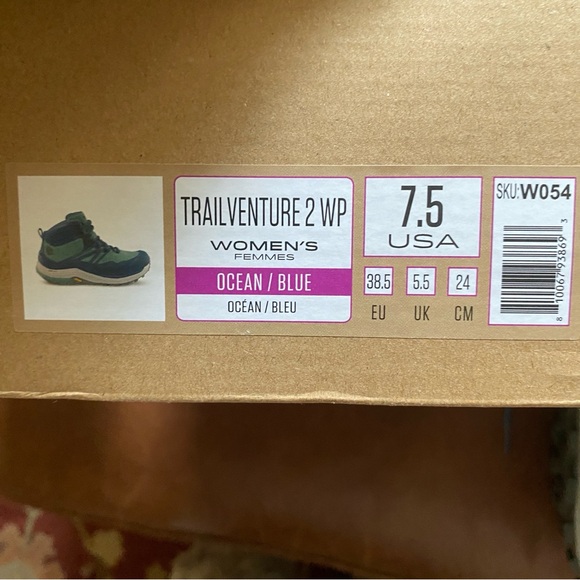 TRAILVENTURE 2 WP
WOMEN'S
FEMMES
OCEAN / BLUE
OCÉAN / BLEU
7.5
USA
38.5
5.5
24
EU
UK
CM
SKU: W054
8 10067 93869 3